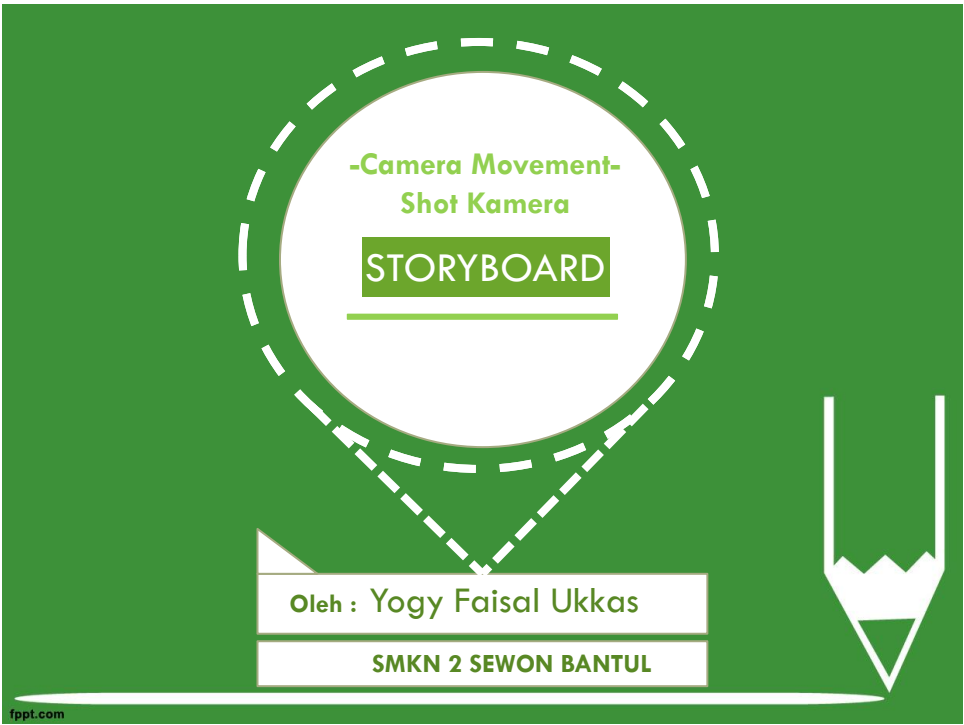 -Camera Movement-
Shot Kamera
STORYBOARD
Oleh : Yogy Faisal Ukkas
SMKN 2 SEWON BANTUL
fppt.com